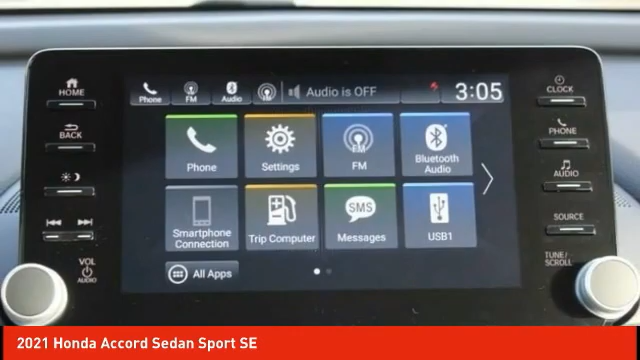 HOME
BACK
VOL
AUDIO
Phone
FM
Audio
Audio is OFF
3:05
Phone
Settings
FM
FM
Bluetooth
Audio
Smartphone
Connection
Trip Computer
SMS
Messages
USB1
All Apps
CLOCK
PHONE
AUDIO
SOURCE
TUNE/
SCROLL
2021 Honda Accord Sedan Sport SE